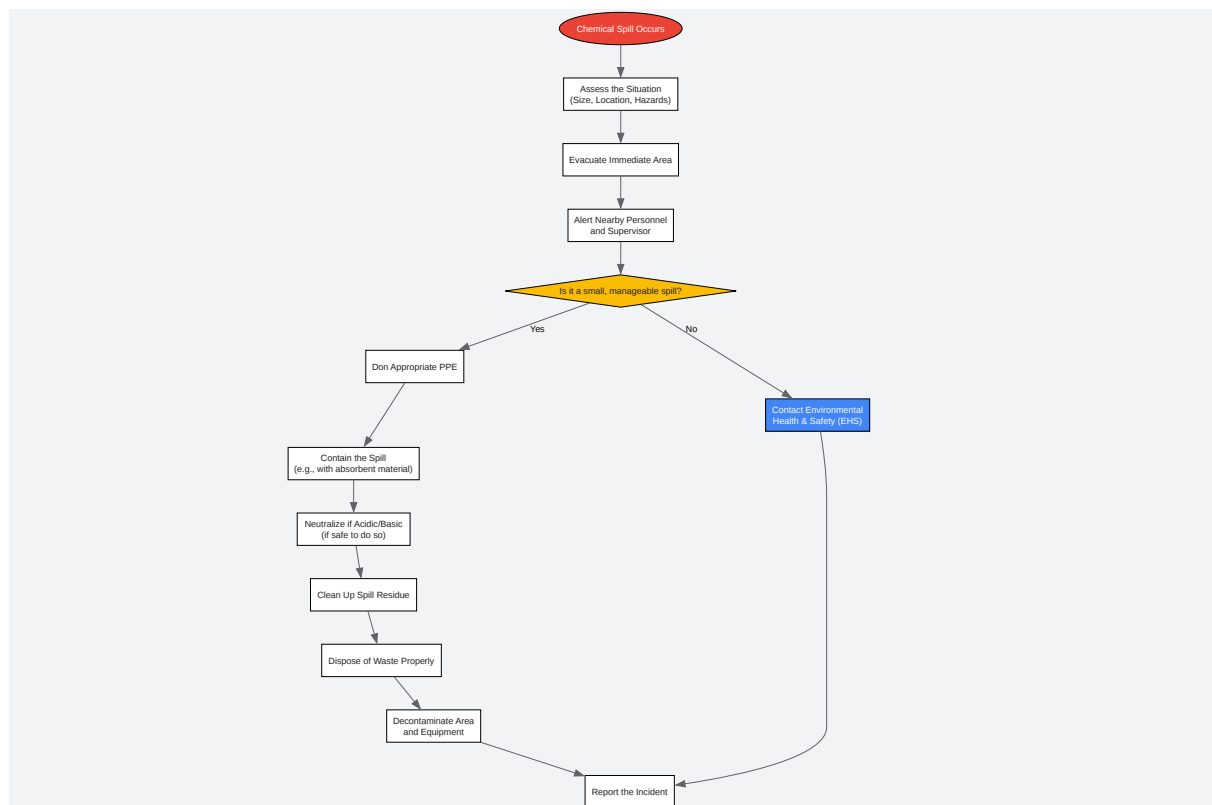 Chemical Spill Occurs
Assess the Situation
(Size, Location, Hazards)
Evacuate Immediate Area
Alert Nearby Personnel
and Supervisor
Is it a small, manageable spill?
Yes
No
Don Appropriate PPE
Contact Environmental
Health & Safety (EHS)
Contain the Spill
(e.g., with absorbent material)
Neutralize if Acidic/Basic
(if safe to do so)
Clean Up Spill Residue
Dispose of Waste Properly
Decontaminate Area
and Equipment
Report the Incident